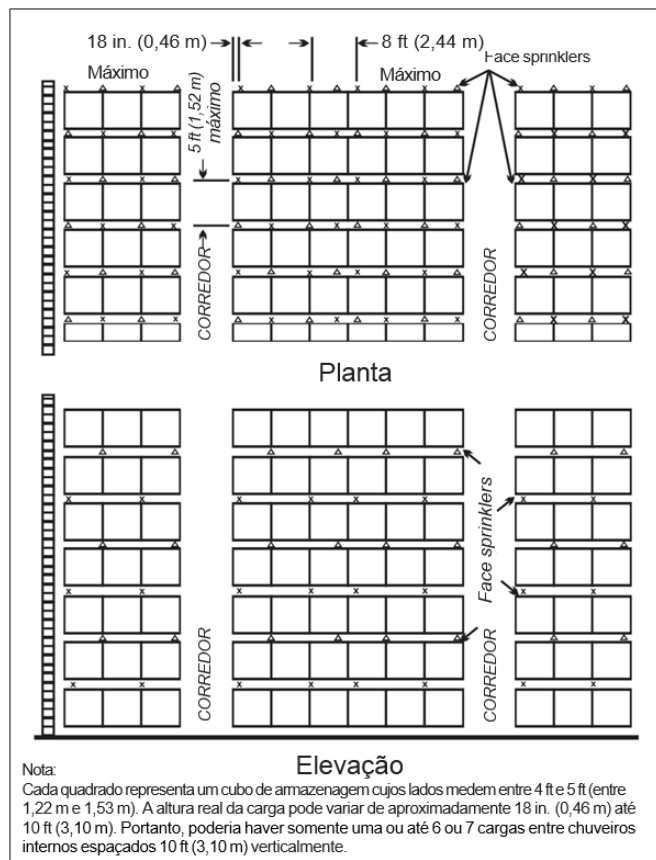 18 in. (0,46 m)
8 ft (2,44 m)
Máximo
Máximo
Face sprinklers
5 ft (1,52 m)
máximo
CORREDOR
CORREDOR
Planta
Face sprinklers
CORREDOR
CORREDOR
Elevação
Nota:
Cada quadrado representa um cubo de armazenagem cujos lados medem entre 4 ft e 5 ft (entre
1,22 m e 1,53 m). A altura real da carga pode variar de aproximadamente 18 in. (0,46 m) até
10 ft (3,10 m). Portanto, poderia haver somente uma ou até 6 ou 7 cargas entre chuveiros
internos espaçados 10 ft (3,10 m) verticalmente.